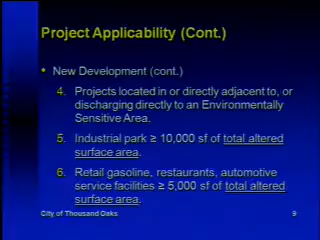 Project Applicability (Cont.)
• New Development (cont.)
4. Projects located in or directly adjacent to, or
discharging directly to an Environmentally
Sensitive Area.
5. Industrial park ≥ 10,000 sf of total altered
surface area.
6. Retail gasoline, restaurants, automotive
service facilities ≥ 5,000 sf of total altered
surface area.
City of Thousand Oaks 9